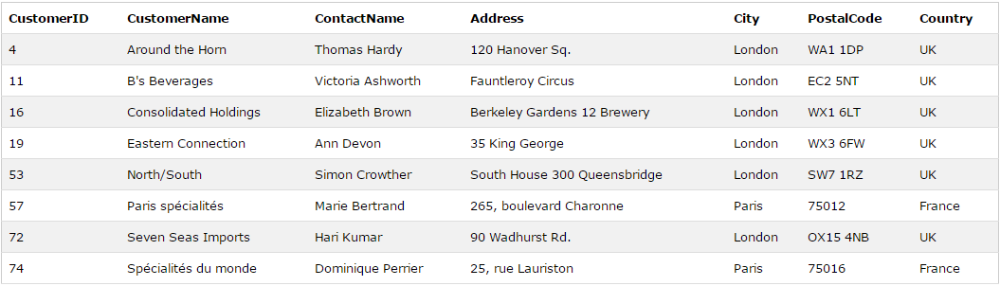 CustomerID CustomerName ContactName Address City PostalCode Country
4 Around the Horn Thomas Hardy 120 Hanover Sq. London WA1 1DP UK
11 B's Beverages Victoria Ashworth Fauntleroy Circus London EC2 5NT UK
16 Consolidated Holdings Elizabeth Brown Berkeley Gardens 12 Brewery London WX1 6LT UK
19 Eastern Connection Ann Devon 35 King George London WX3 6FW UK
53 North/South Simon Crowther South House 300 Queensbridge London SW7 1RZ UK
57 Paris spécialités Marie Bertrand 265, boulevard Charonne Paris 75012 France
72 Seven Seas Imports Hari Kumar 90 Wadhurst Rd. London OX15 4NB UK
74 Spécialités du monde Dominique Perrier 25, rue Lauriston Paris 75016 France